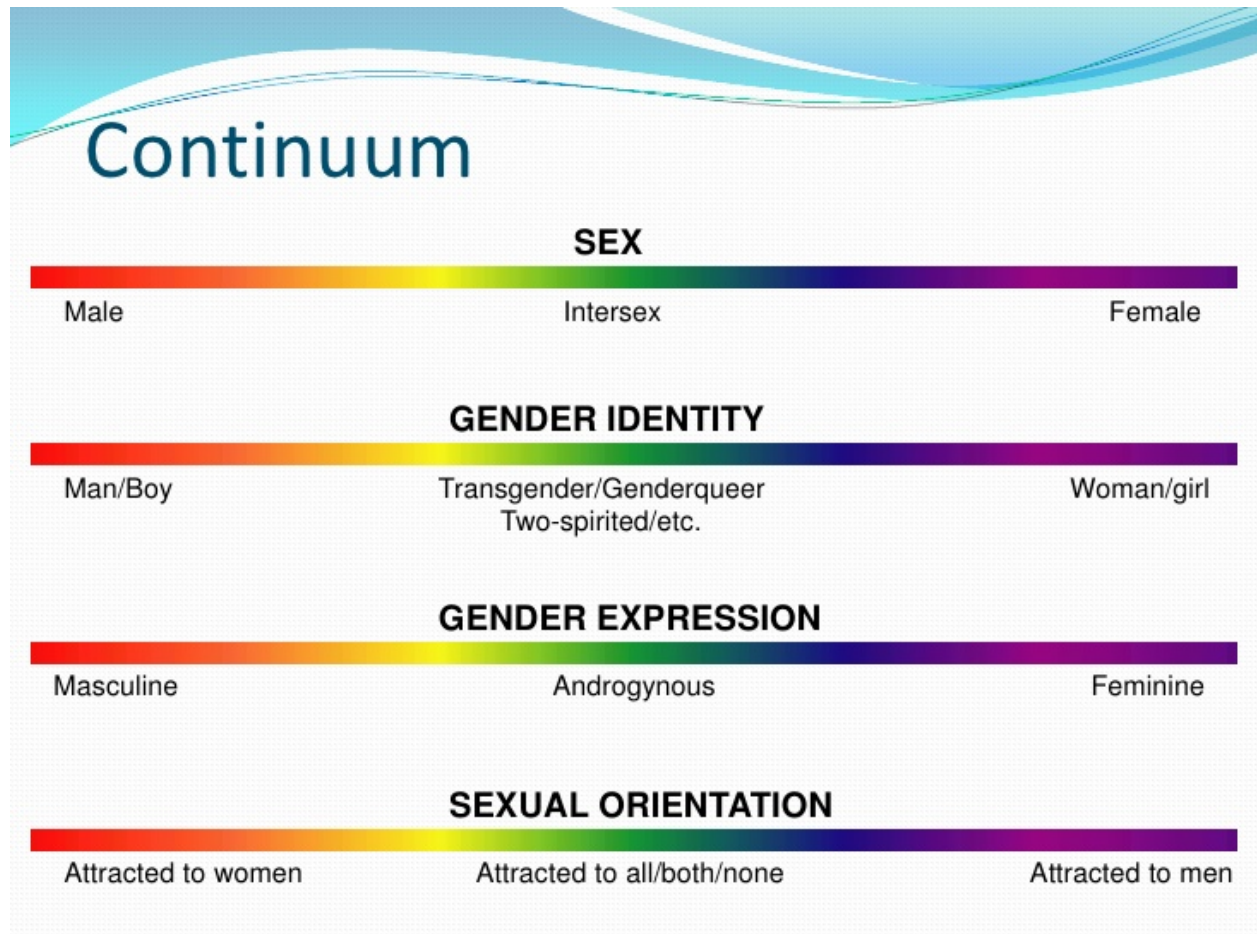 Continuum
SEX
Male Intersex Female
GENDER IDENTITY
Man/Boy Transgender/Genderqueer Woman/girl
Two-spirited/etc.
GENDER EXPRESSION
Masculine Androgynous Feminine
SEXUAL ORIENTATION
Attracted to women Attracted to all/both/none Attracted to men